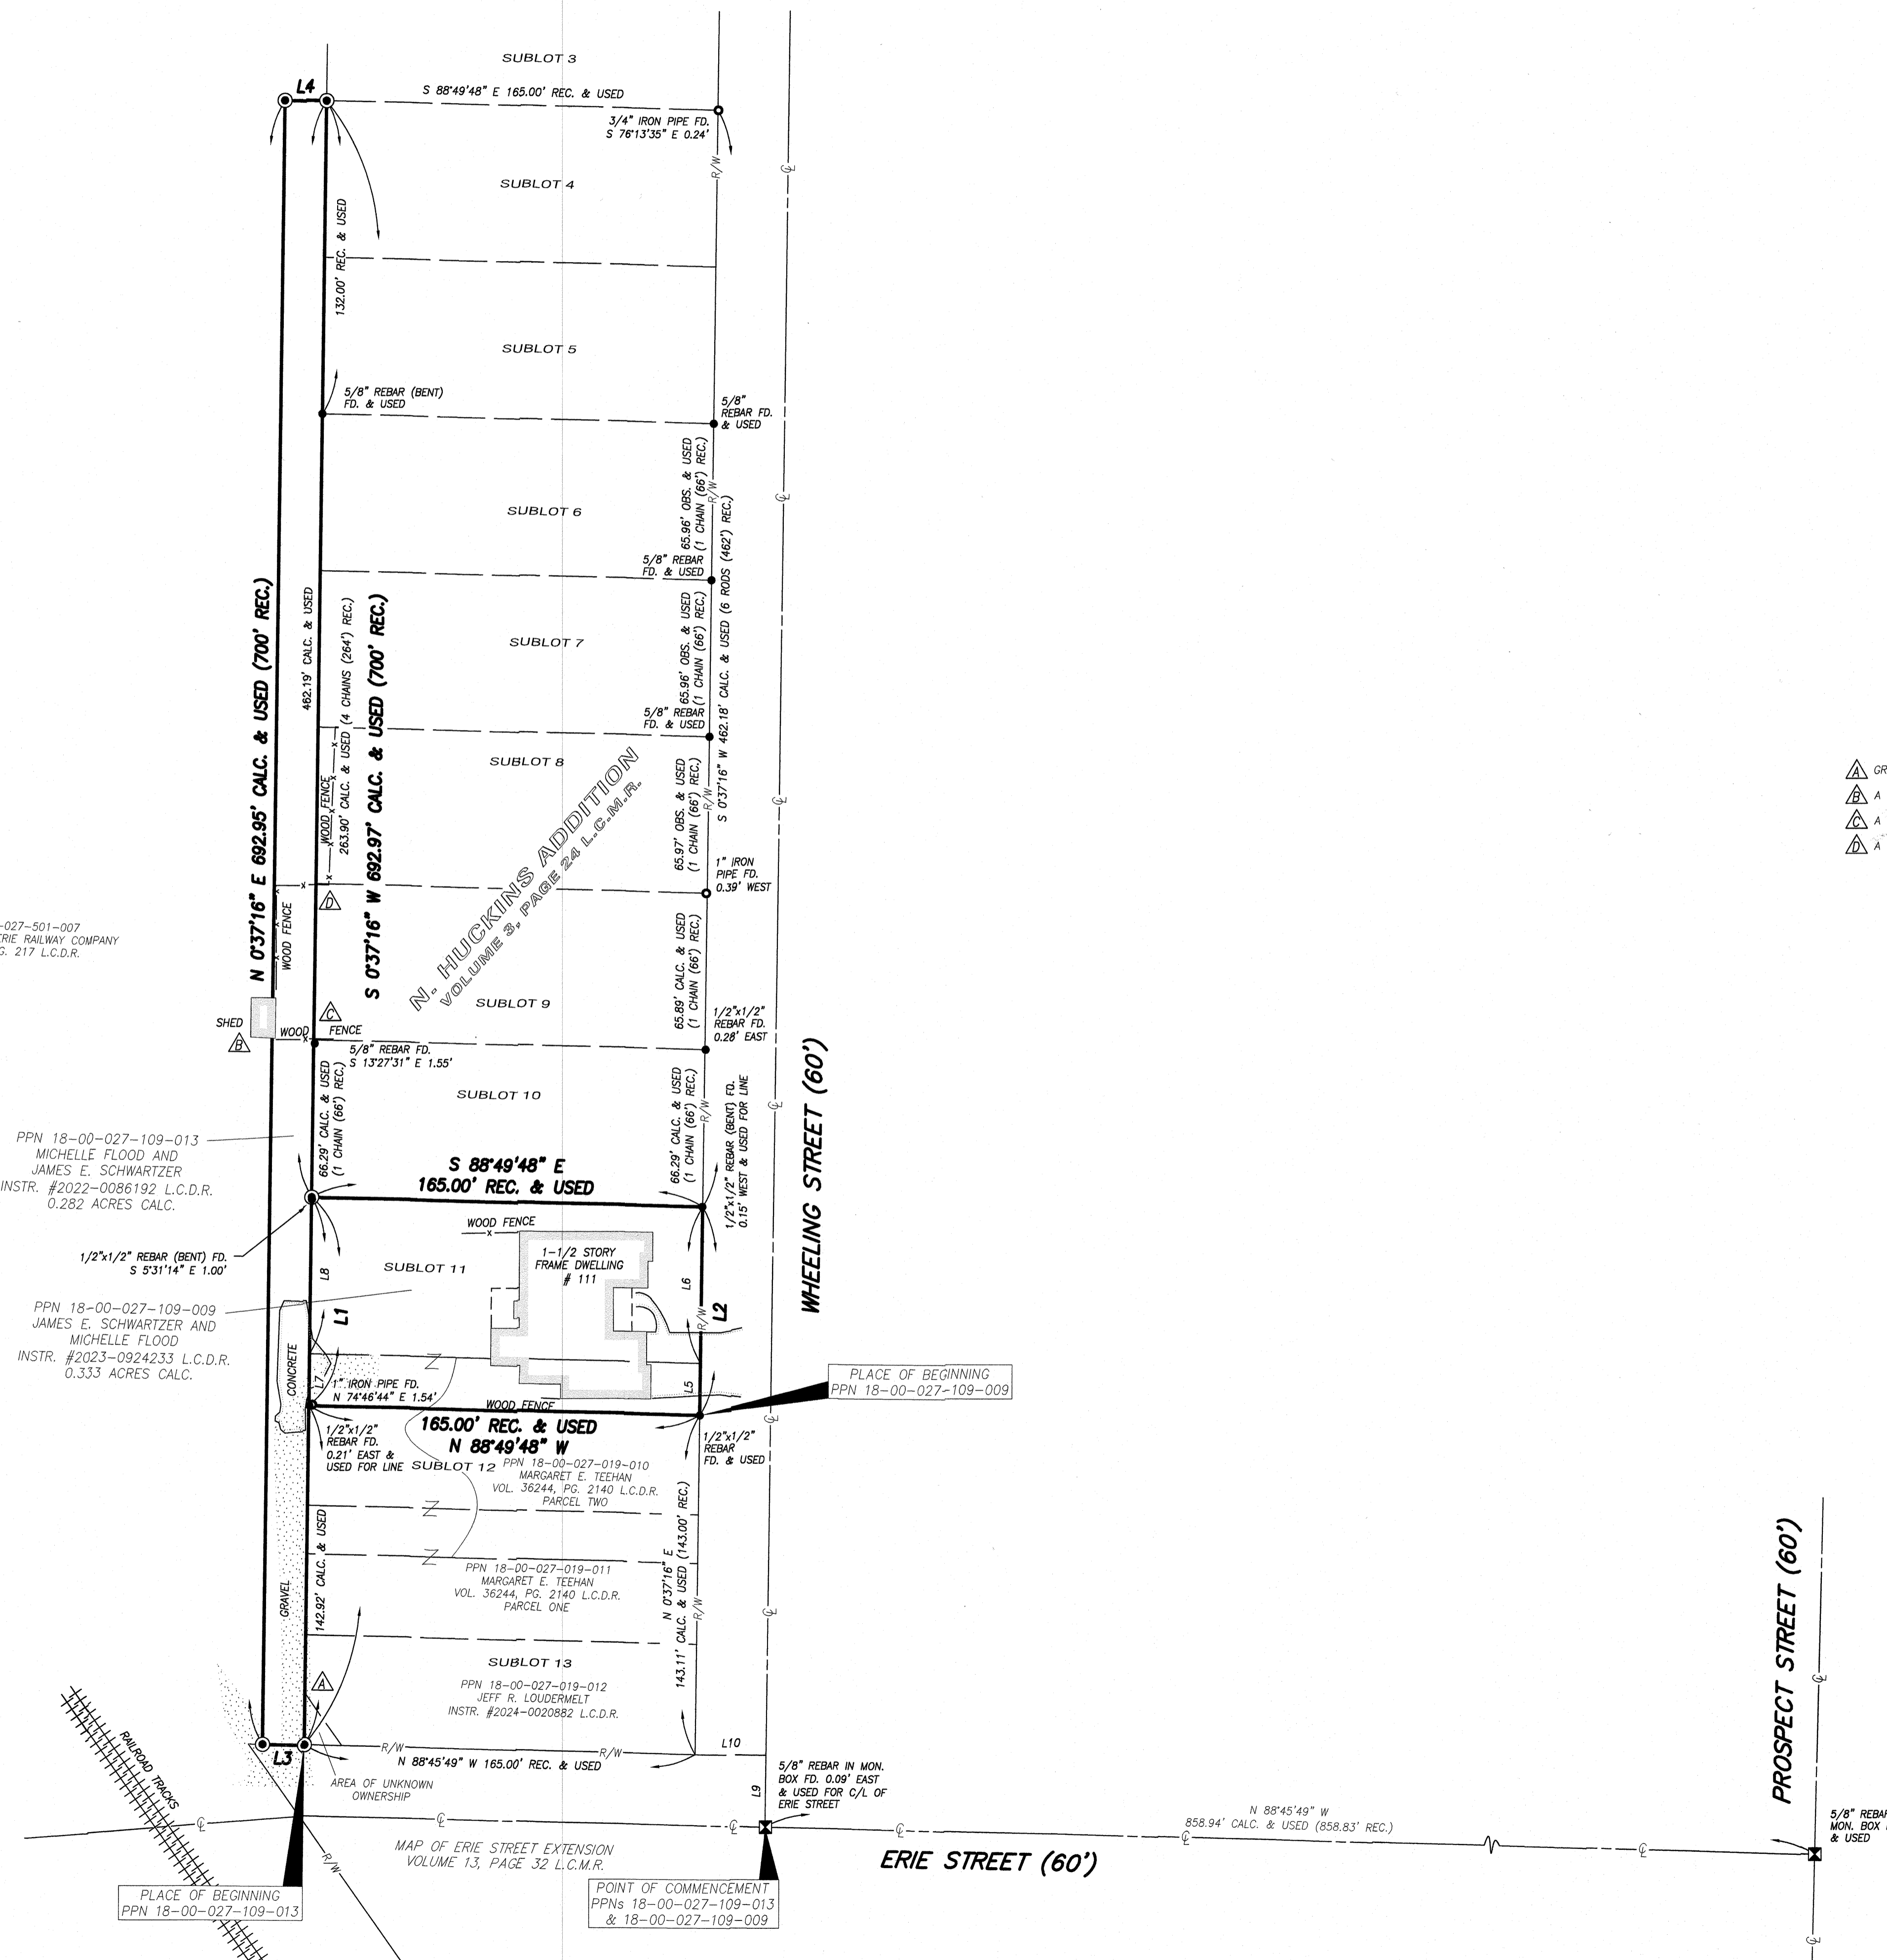 SUBLOT 3
L4
S 88°49'48" E 165.00' REC. & USED
3/4" IRON PIPE FD.
S 76°13'35" E 0.24'
R/W
SUBLOT 4
132.00' REC. & USED
SUBLOT 5
5/8" REBAR (BENT)
FD. & USED
5/8"
REBAR FD.
& USED
65.96' OBS. & USED
(1 CHAIN (66') REC.)
R/W
SUBLOT 6
S 0°37'16" W 462.18' CALC. & USED (6 RODS (462') REC.)
5/8" REBAR
FD. & USED
N 0°37'16" E 692.95' CALC. & USED (700' REC.)
462.19' CALC. & USED
263.90' CALC. & USED (4 CHAINS (264') REC.)
S 0°37'16" W 692.97' CALC. & USED (700' REC.)
65.96' OBS. & USED
(1 CHAIN (66') REC.)
SUBLOT 7
5/8" REBAR
FD. & USED
WOOD FENCE
SUBLOT 8
N. HUCKINS ADDITION
VOLUME 3, PAGE 24 L.C.M.R.
65.97' OBS. & USED
(1 CHAIN (66') REC.)
R/W
A GR
B A
C A
D A
1" IRON
PIPE FD.
0.39' WEST
D
-027-501-007
ERIE RAILWAY COMPANY
G. 217 L.C.D.R.
WOOD FENCE
65.89' CALC. & USED
(1 CHAIN (66') REC.)
SUBLOT 9
C
SHED
B
WOOD FENCE
1/2"x1/2"
REBAR FD.
0.28' EAST
5/8" REBAR FD.
S 13°27'31" E 1.55'
66.29' CALC. & USED
(1 CHAIN (66') REC.)
SUBLOT 10
66.29' CALC. & USED
(1 CHAIN (66') REC.)
R/W
1/2"x1/2" REBAR (BENT) FD.
0.15' WEST & USED FOR LINE
WHEELING STREET (60')
PPN 18-00-027-109-013
MICHELLE FLOOD AND
JAMES E. SCHWARTZER
INSTR. #2022-0086192 L.C.D.R.
0.282 ACRES CALC.
S 88°49'48" E
165.00' REC. & USED
1/2"x1/2" REBAR (BENT) FD.
S 5°31'14" E 1.00'
WOOD FENCE
1-1/2 STORY
FRAME DWELLING
# 111
L8
SUBLOT 11
L6
L1
L2
R/W
PPN 18-00-027-109-009
JAMES E. SCHWARTZER AND
MICHELLE FLOOD
INSTR. #2023-0924233 L.C.D.R.
0.333 ACRES CALC.
CONCRETE
L7
1" IRON PIPE FD.
N 74°46'44" E 1.54'
L5
PLACE OF BEGINNING
PPN 18-00-027-109-009
WOOD FENCE
165.00' REC. & USED
N 88°49'48" W
1/2"x1/2"
REBAR FD.
0.21' EAST &
USED FOR LINE
1/2"x1/2"
REBAR
FD. & USED
SUBLOT 12
PPN 18-00-027-019-010
MARGARET E. TEEHAN
VOL. 36244, PG. 2140 L.C.D.R.
PARCEL TWO
142.92' CALC. & USED
N 0°37'16" E
143.11' CALC. & USED (143.00' REC.)
R/W
PPN 18-00-027-019-011
MARGARET E. TEEHAN
VOL. 36244, PG. 2140 L.C.D.R.
PARCEL ONE
GRAVEL
SUBLOT 13
A
PPN 18-00-027-019-012
JEFF R. LOUDERMELT
INSTR. #2024-0020882 L.C.D.R.
PROSPECT STREET (60')
RAILROAD TRACKS
L3
R/W
R/W
L10
N 88°45'49" W 165.00' REC. & USED
AREA OF UNKNOWN
OWNERSHIP
L9
5/8" REBAR IN MON.
BOX FD. 0.09' EAST
& USED FOR C/L OF
ERIE STREET
N 88°45'49" W
858.94' CALC. & USED (858.83' REC.)
5/8" REBAR
MON. BOX
& USED
MAP OF ERIE STREET EXTENSION
VOLUME 13, PAGE 32 L.C.M.R.
R/W
ERIE STREET (60')
PLACE OF BEGINNING
PPN 18-00-027-109-013
POINT OF COMMENCEMENT
PPNs 18-00-027-109-013
& 18-00-027-109-009